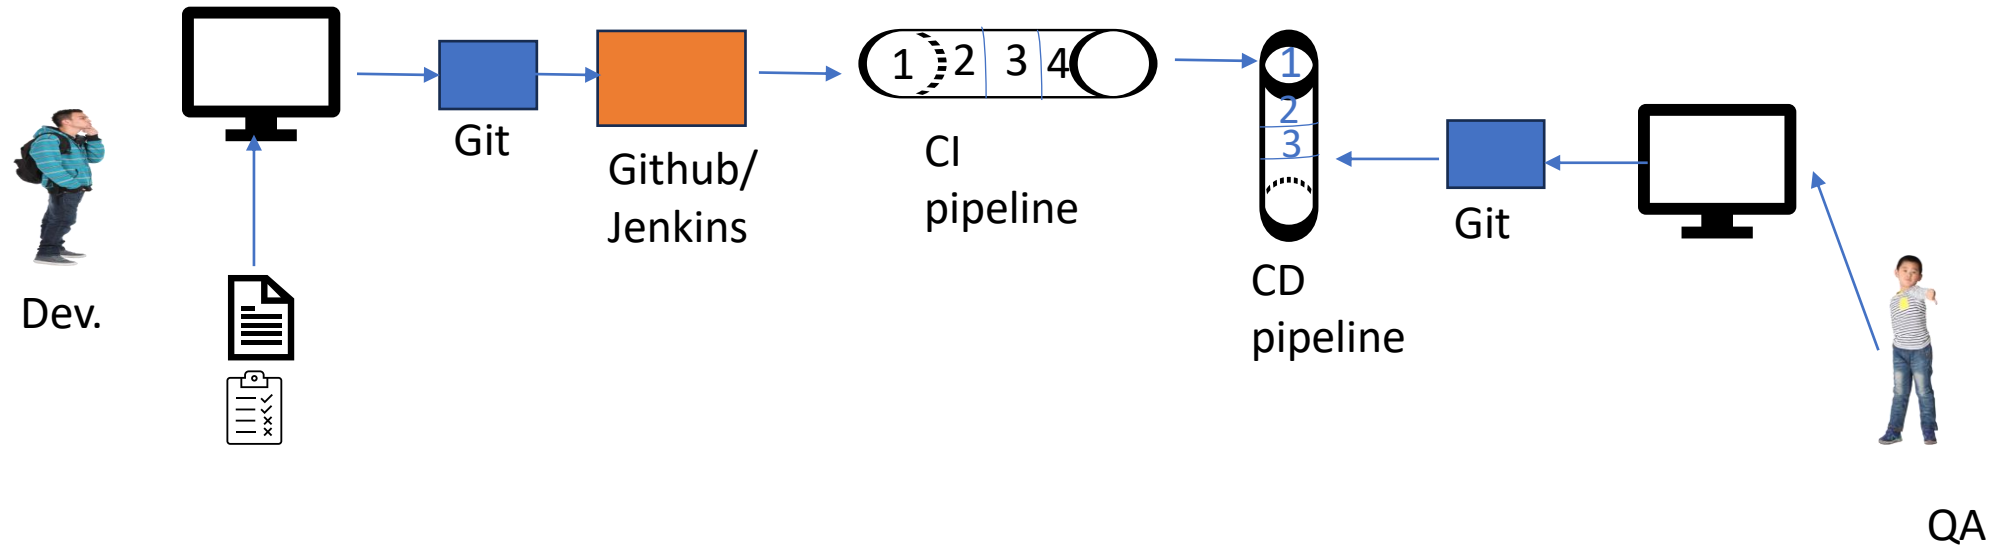 Dev.
Git
Github/
Jenkins
1 2 3 4
CI
pipeline
1
2
3
CD
pipeline
Git
QA